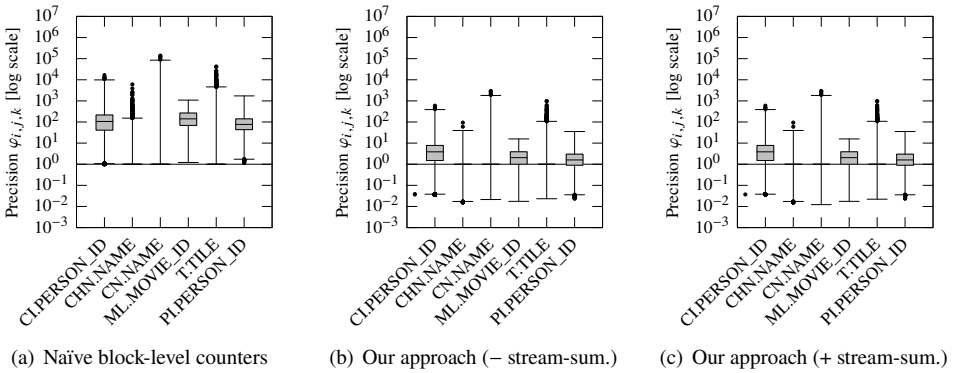 Precision φi,j,k [log scale]
10^7
10^6
10^5
10^4
10^3
10^2
10^1
10^0
10^−1
10^−2
10^−3
CI.PERSON_ID
CHN.NAME
CN.NAME
ML.MOVIE_ID
T.TILE
PI.PERSON_ID
(a) Naïve block-level counters
Precision φi,j,k [log scale]
10^7
10^6
10^5
10^4
10^3
10^2
10^1
10^0
10^−1
10^−2
10^−3
CI.PERSON_ID
CHN.NAME
CN.NAME
ML.MOVIE_ID
T.TILE
PI.PERSON_ID
(b) Our approach (− stream-sum.)
Precision φi,j,k [log scale]
10^7
10^6
10^5
10^4
10^3
10^2
10^1
10^0
10^−1
10^−2
10^−3
CI.PERSON_ID
CHN.NAME
CN.NAME
ML.MOVIE_ID
T.TILE
PI.PERSON_ID
(c) Our approach (+ stream-sum.)